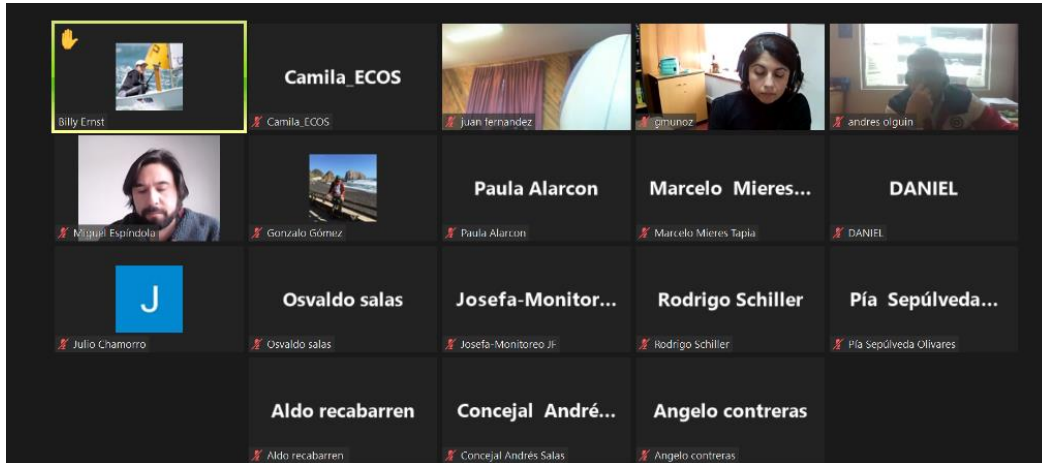 Billy Ernst
Camila_ECOS
Camila_ECOS
juan fernandez
gmunoz
andres olguin
Miguel Espíndola
Gonzalo Gómez
Paula Alarcon
Paula Alarcon
Marcelo Mieres...
Marcelo Mieres Tapia
DANIEL
DANIEL
J
Julio Chamorro
Osvaldo salas
Osvaldo salas
Josefa-Monitor...
Josefa-Monitoreo JF
Rodrigo Schiller
Rodrigo Schiller
Pía Sepúlveda...
Pía Sepúlveda Olivares
Aldo recabarren
Aldo recabarren
Concejal André...
Concejal Andrés Salas
Angelo contreras
Angelo contreras